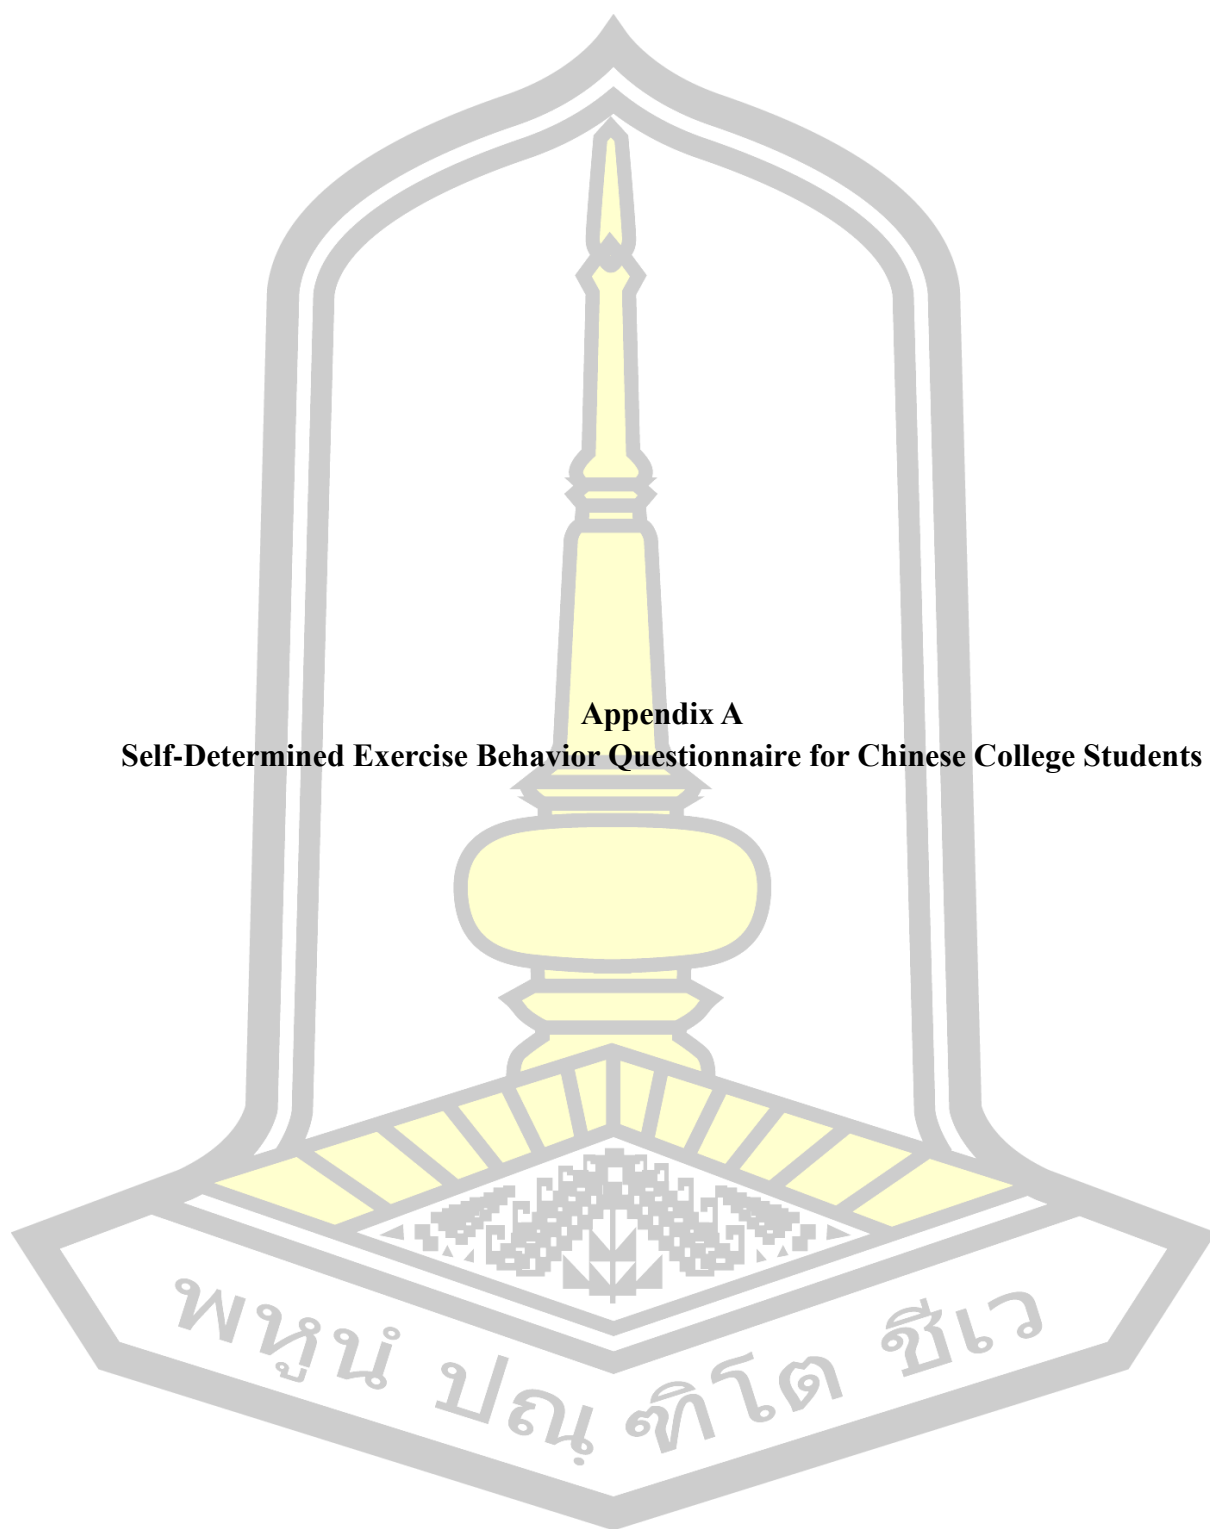 Appendix A
Self-Determined Exercise Behavior Questionnaire for Chinese College Students
พหูนํ ปณฺฑิโต ชีเว